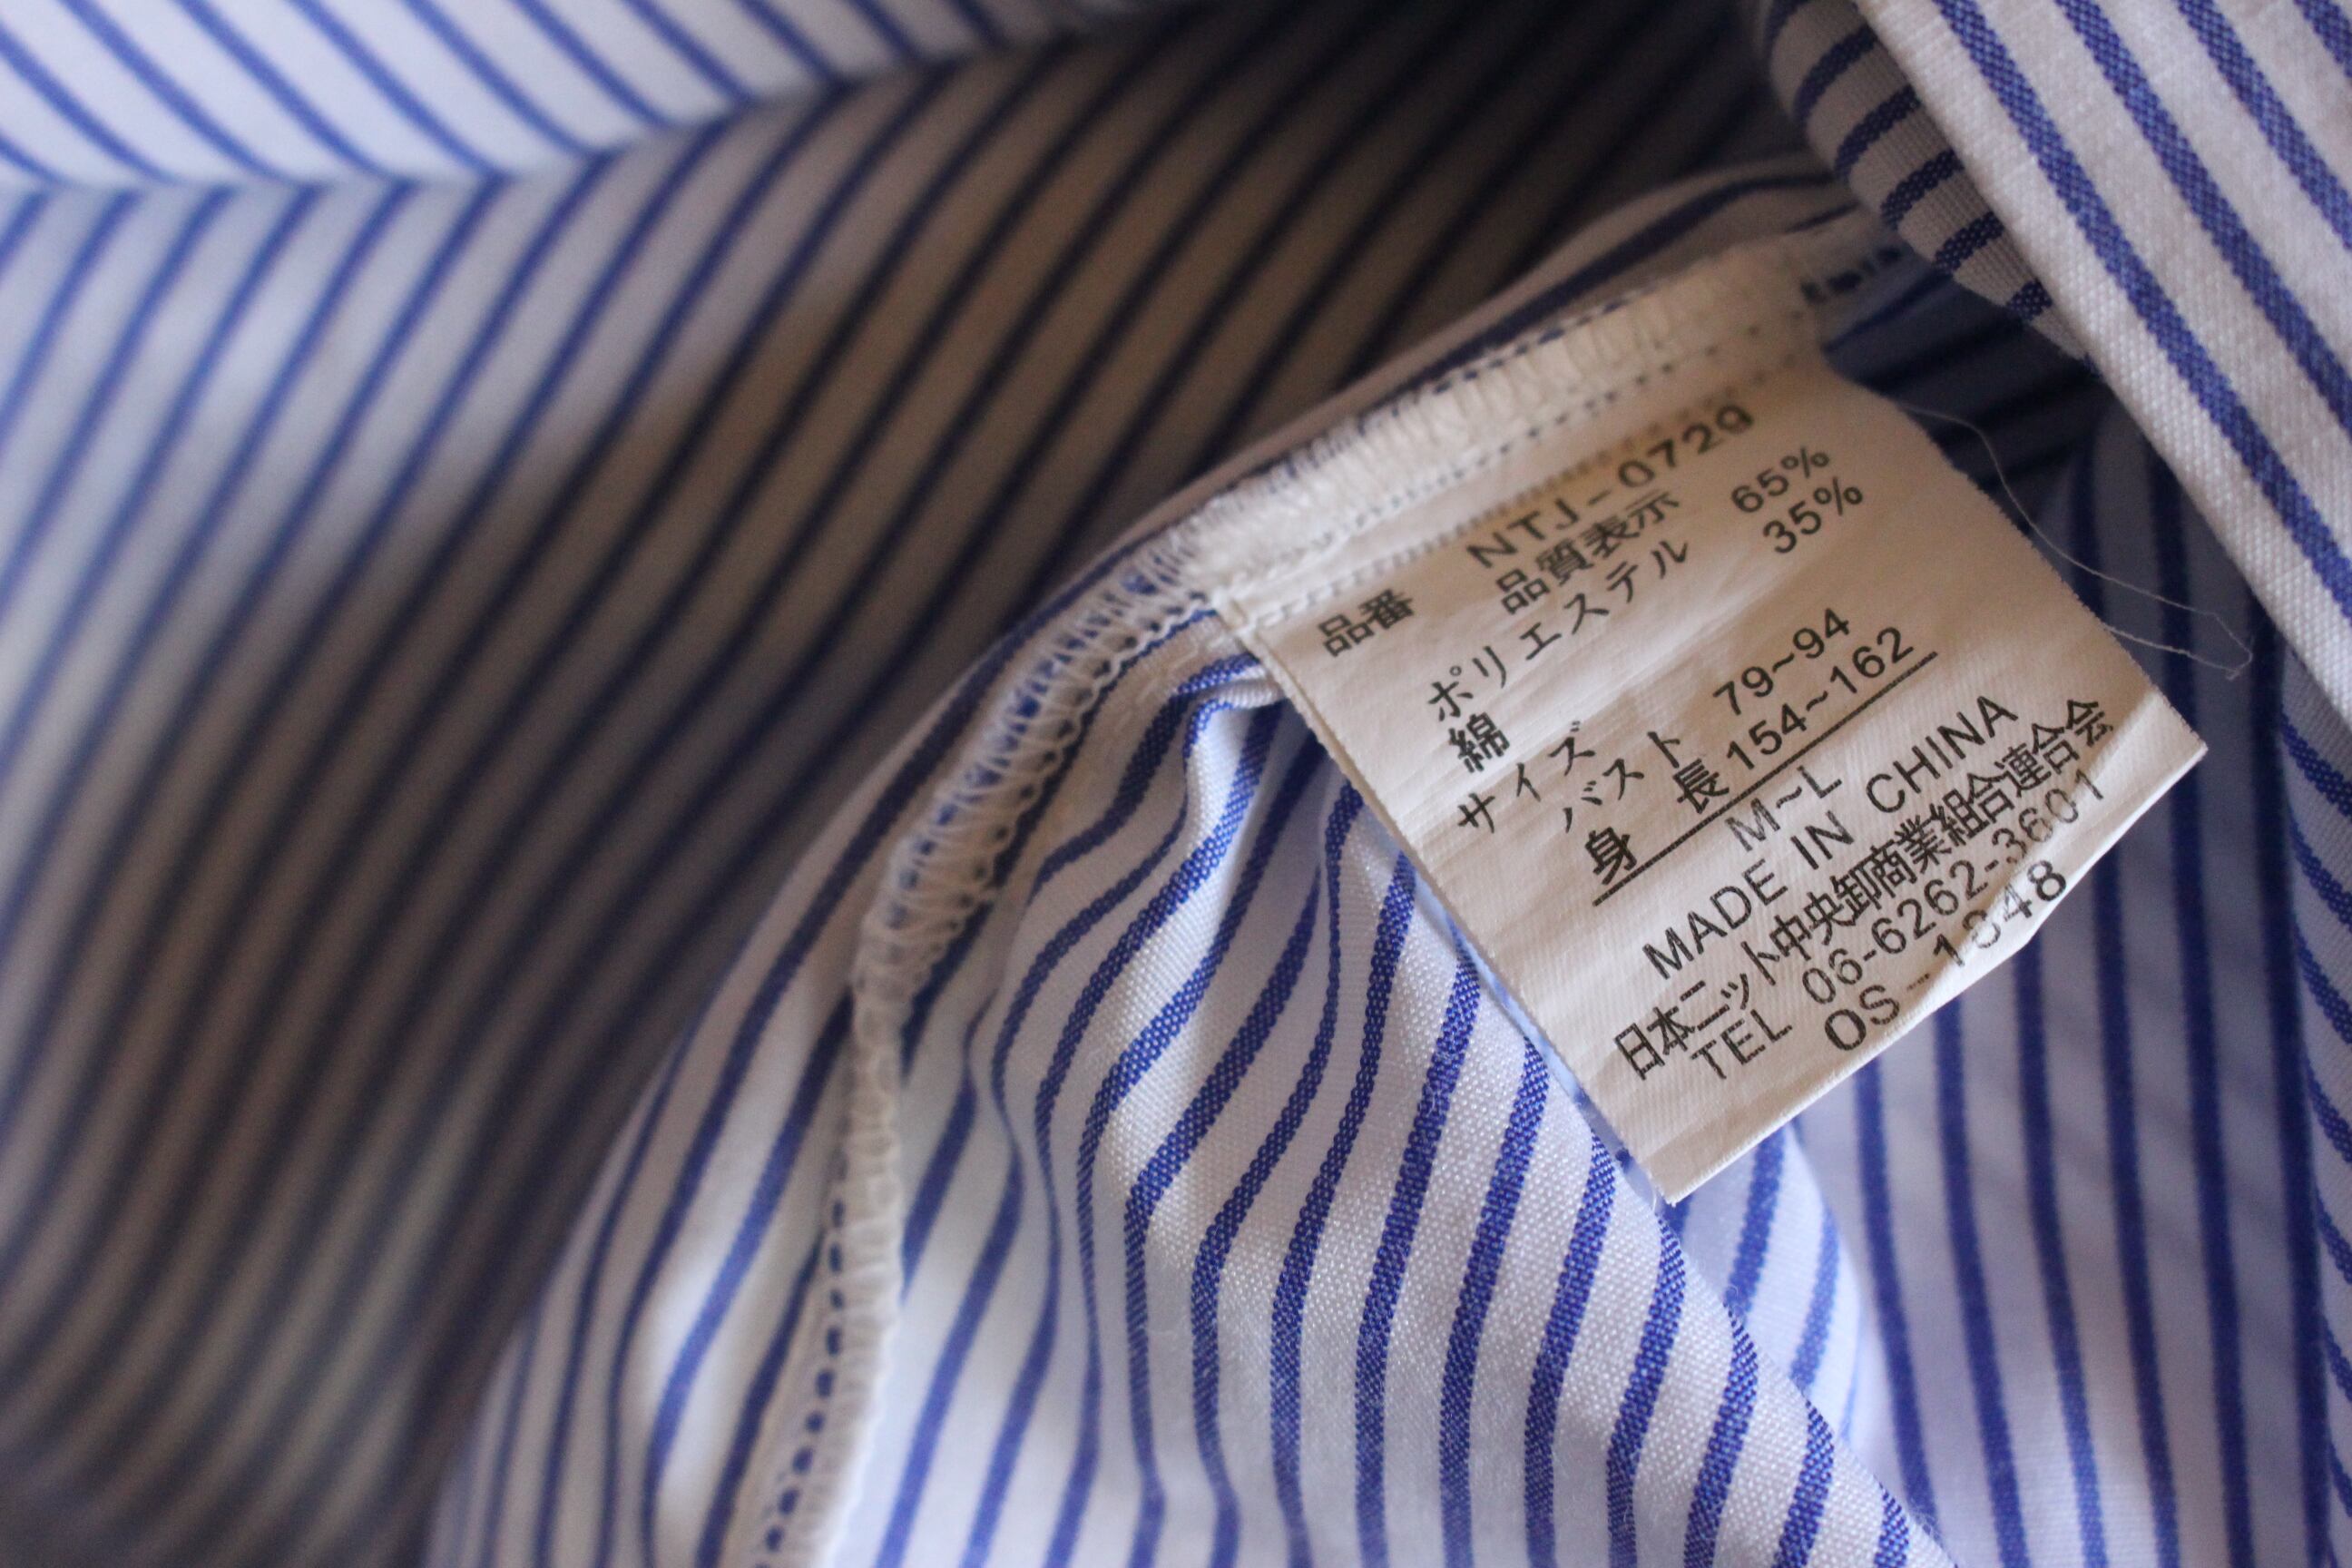 品番 NTJ-0729
品質表示
ポリエステル 65%
綿 35%
サイズ
バスト 79~94
身 長 154~162
M~L
MADE IN CHINA
日本ニット中央卸商業組合連合会
TEL 06-6262-3601
OS-1848